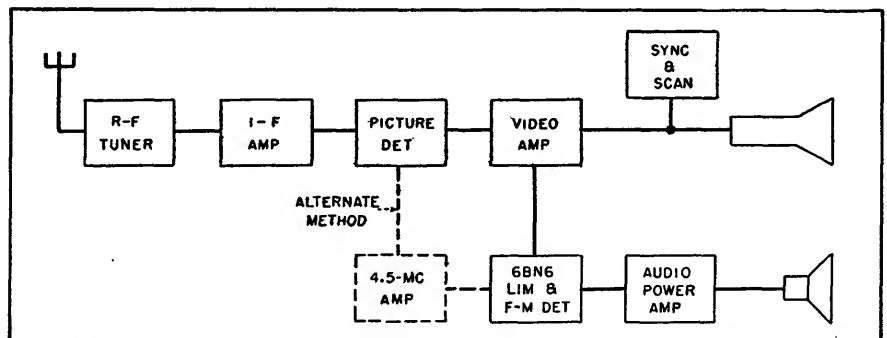 SYNC
&
SCAN
R-F
TUNER
I-F
AMP
PICTURE
DET
VIDEO
AMP
ALTERNATE
METHOD
4.5-MC
AMP
6BN6
LIM &
F-M DET
AUDIO
POWER
AMP